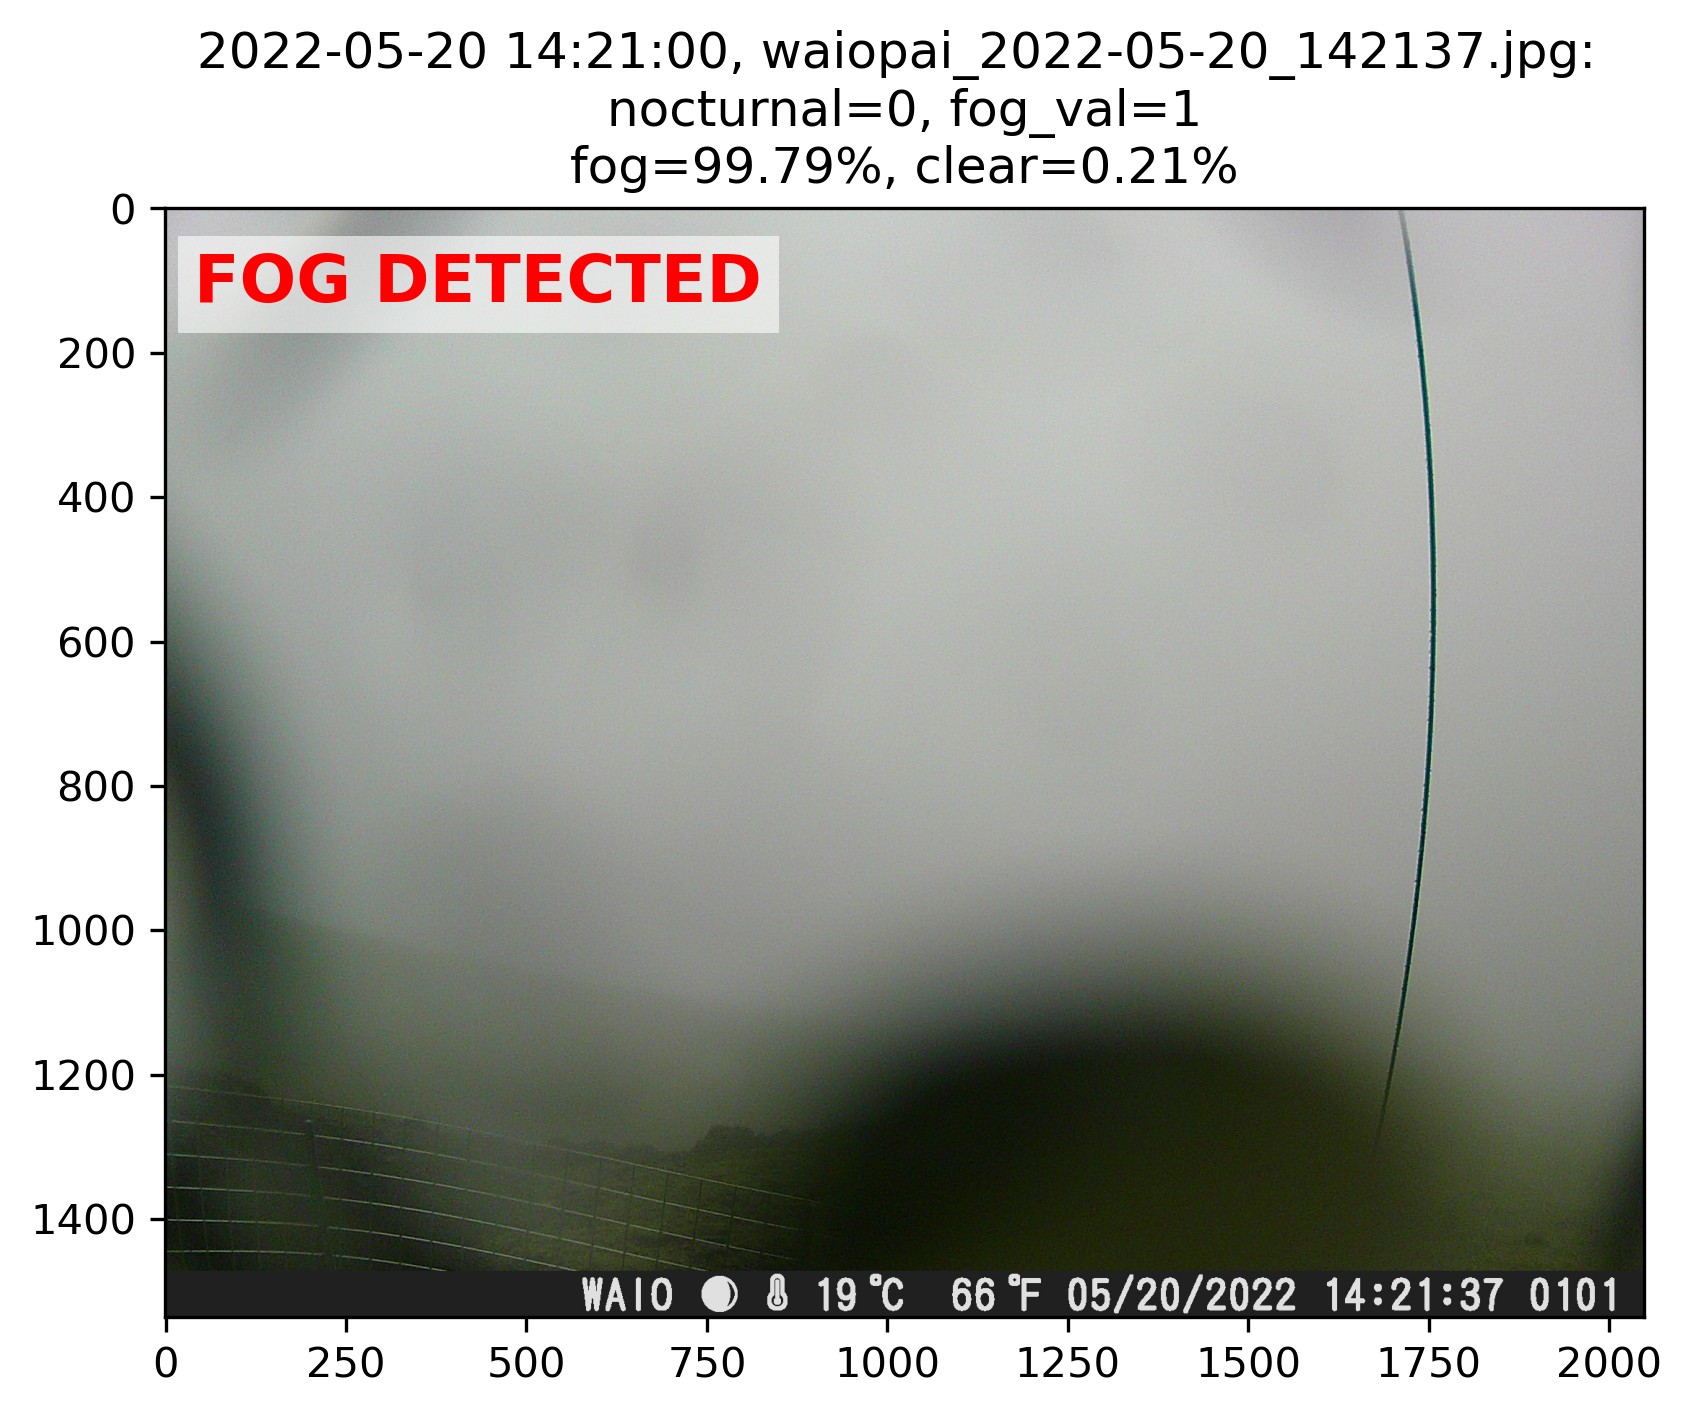 2022-05-20 14:21:00, waiopai_2022-05-20_142137.jpg:
nocturnal=0, fog_val=1
fog=99.79%, clear=0.21%
0
FOG DETECTED
200
400
600
800
1000
1200
1400
WAIO 19°C 66°F 05/20/2022 14:21:37 0101
0 250 500 750 1000 1250 1500 1750 2000